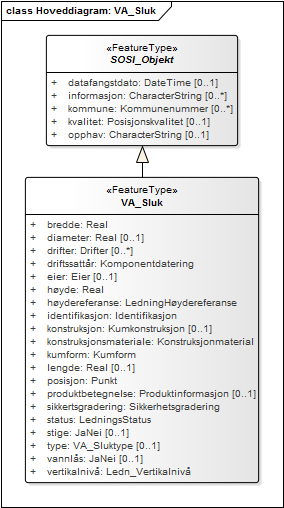 class Hoveddiagram: VA_Sluk
«FeatureType»
SOSI_Objekt
+ datafangstdato: DateTime [0..1]
+ informasjon: CharacterString [0..*]
+ kommune: Kommunenummer [0..*]
+ kvalitet: Posisjonskvalitet [0..1]
+ opphav: CharacterString [0..1]
«FeatureType»
VA_Sluk
+ bredde: Real
+ diameter: Real [0..1]
+ drifter: Drifter [0..*]
+ driftssattår: Komponentdatering
+ eier: Eier [0..1]
+ høyde: Real
+ høydereferanse: LedningHøydereferanse
+ identifikasjon: Identifikasjon
+ konstruksjon: Kumkonstruksjon [0..1]
+ konstruksjonsmateriale: Konstruksjonmaterial
+ kumform: Kumform
+ lengde: Real [0..1]
+ posisjon: Punkt
+ produktbetegnelse: Produktinformasjon [0..1]
+ sikkertsgradering: Sikkerhetsgradering
+ status: LedningsStatus
+ stige: JaNei [0..1]
+ type: VA_Sluktype [0..1]
+ vannlås: JaNei [0..1]
+ vertikalnivå: Ledn_Vertikalnivå